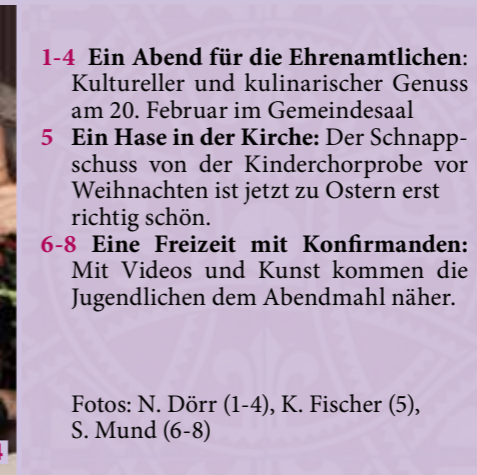 1-4 Ein Abend für die Ehrenamtlichen:
Kultureller und kulinarischer Genuss
am 20. Februar im Gemeindesaal
5 Ein Hase in der Kirche: Der Schnapp-
schuss von der Kinderchorprobe vor
Weihnachten ist jetzt zu Ostern erst
richtig schön.
6-8 Eine Freizeit mit Konfirmanden:
Mit Videos und Kunst kommen die
Jugendlichen dem Abendmahl näher.
Fotos: N. Dörr (1-4), K. Fischer (5),
S. Mund (6-8)
4